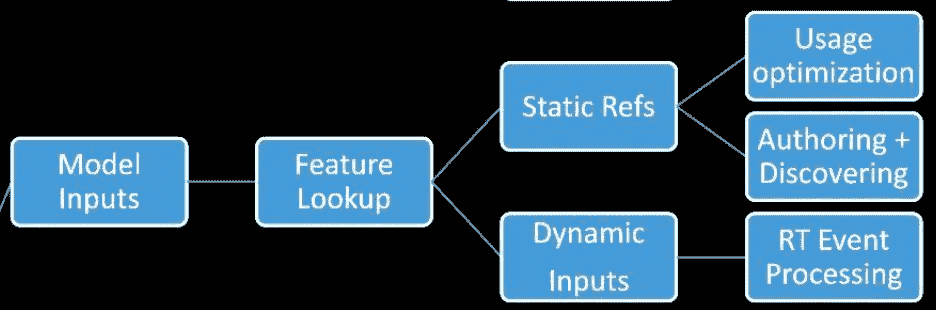 Model
Inputs
Feature
Lookup
Static Refs
Usage
optimization
Authoring +
Discovering
Dynamic
Inputs
RT Event
Processing